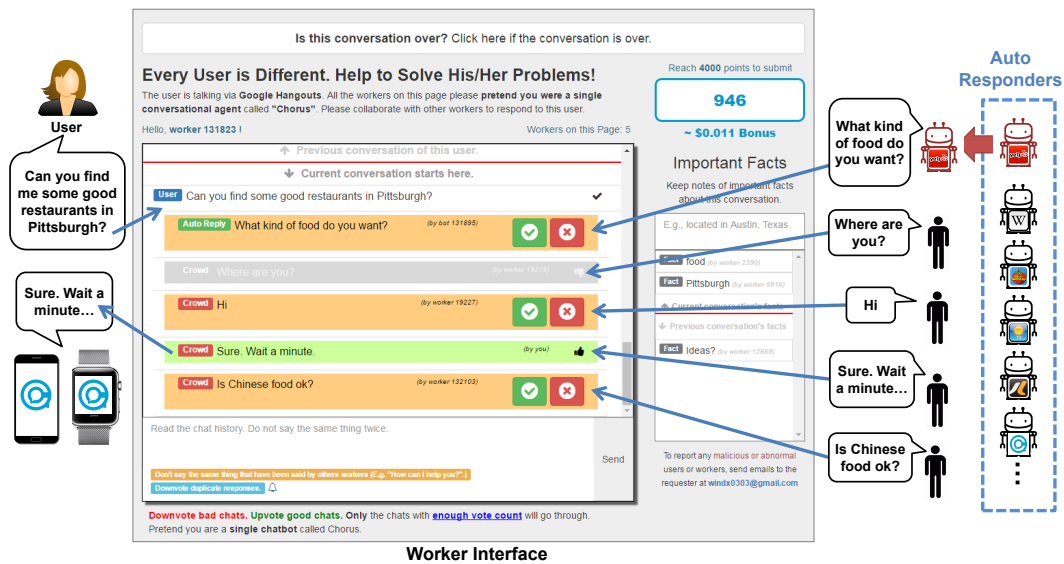 Is this conversation over? Click here if the conversation is over.
Every User is Different. Help to Solve His/Her Problems!
The user is talking via Google Hangouts. All the workers on this page please pretend you were a single
conversational agent called "Chorus". Please collaborate with other workers to respond to this user.
Hello, worker 131823 !
Workers on this Page: 5
Reach 4000 points to submit
946
~ $0.011 Bonus
User
Can you find
me some good
restaurants in
Pittsburgh?
Sure. Wait a
minute…
Previous conversation of this user.
Current conversation starts here.
User Can you find some good restaurants in Pittsburgh?
Auto Reply What kind of food do you want? (by bot 131895)
Crowd Where are you? (by worker 19215)
Crowd Hi (by worker 19227)
Crowd Sure. Wait a minute. (by you)
Crowd Is Chinese food ok? (by worker 132103)
Read the chat history. Do not say the same thing twice.
Send
Don't say the same thing that have been said by others workers (E.g. "How can I help you?".)
Downvote duplicate responses.
Downvote bad chats. Upvote good chats. Only the chats with enough vote count will go through.
Pretend you are a single chatbot called Chorus.
Important Facts
Keep notes of important facts
about this conversation.
E.g., located in Austin, Texas
Fact food (by worker 2390)
Fact Pittsburgh (by worker 5916)
Current conversation's facts
Previous conversation's facts
Fact Ideas? (by worker 12669)
To report any malicious or abnormal
users or workers, send emails to the
requester at windx0303@gmail.com
What kind
of food do
you want?
Where are
you?
Hi
Sure. Wait
a minute…
Is Chinese
food ok?
Auto
Responders
yelp
yelp
W
Worker Interface